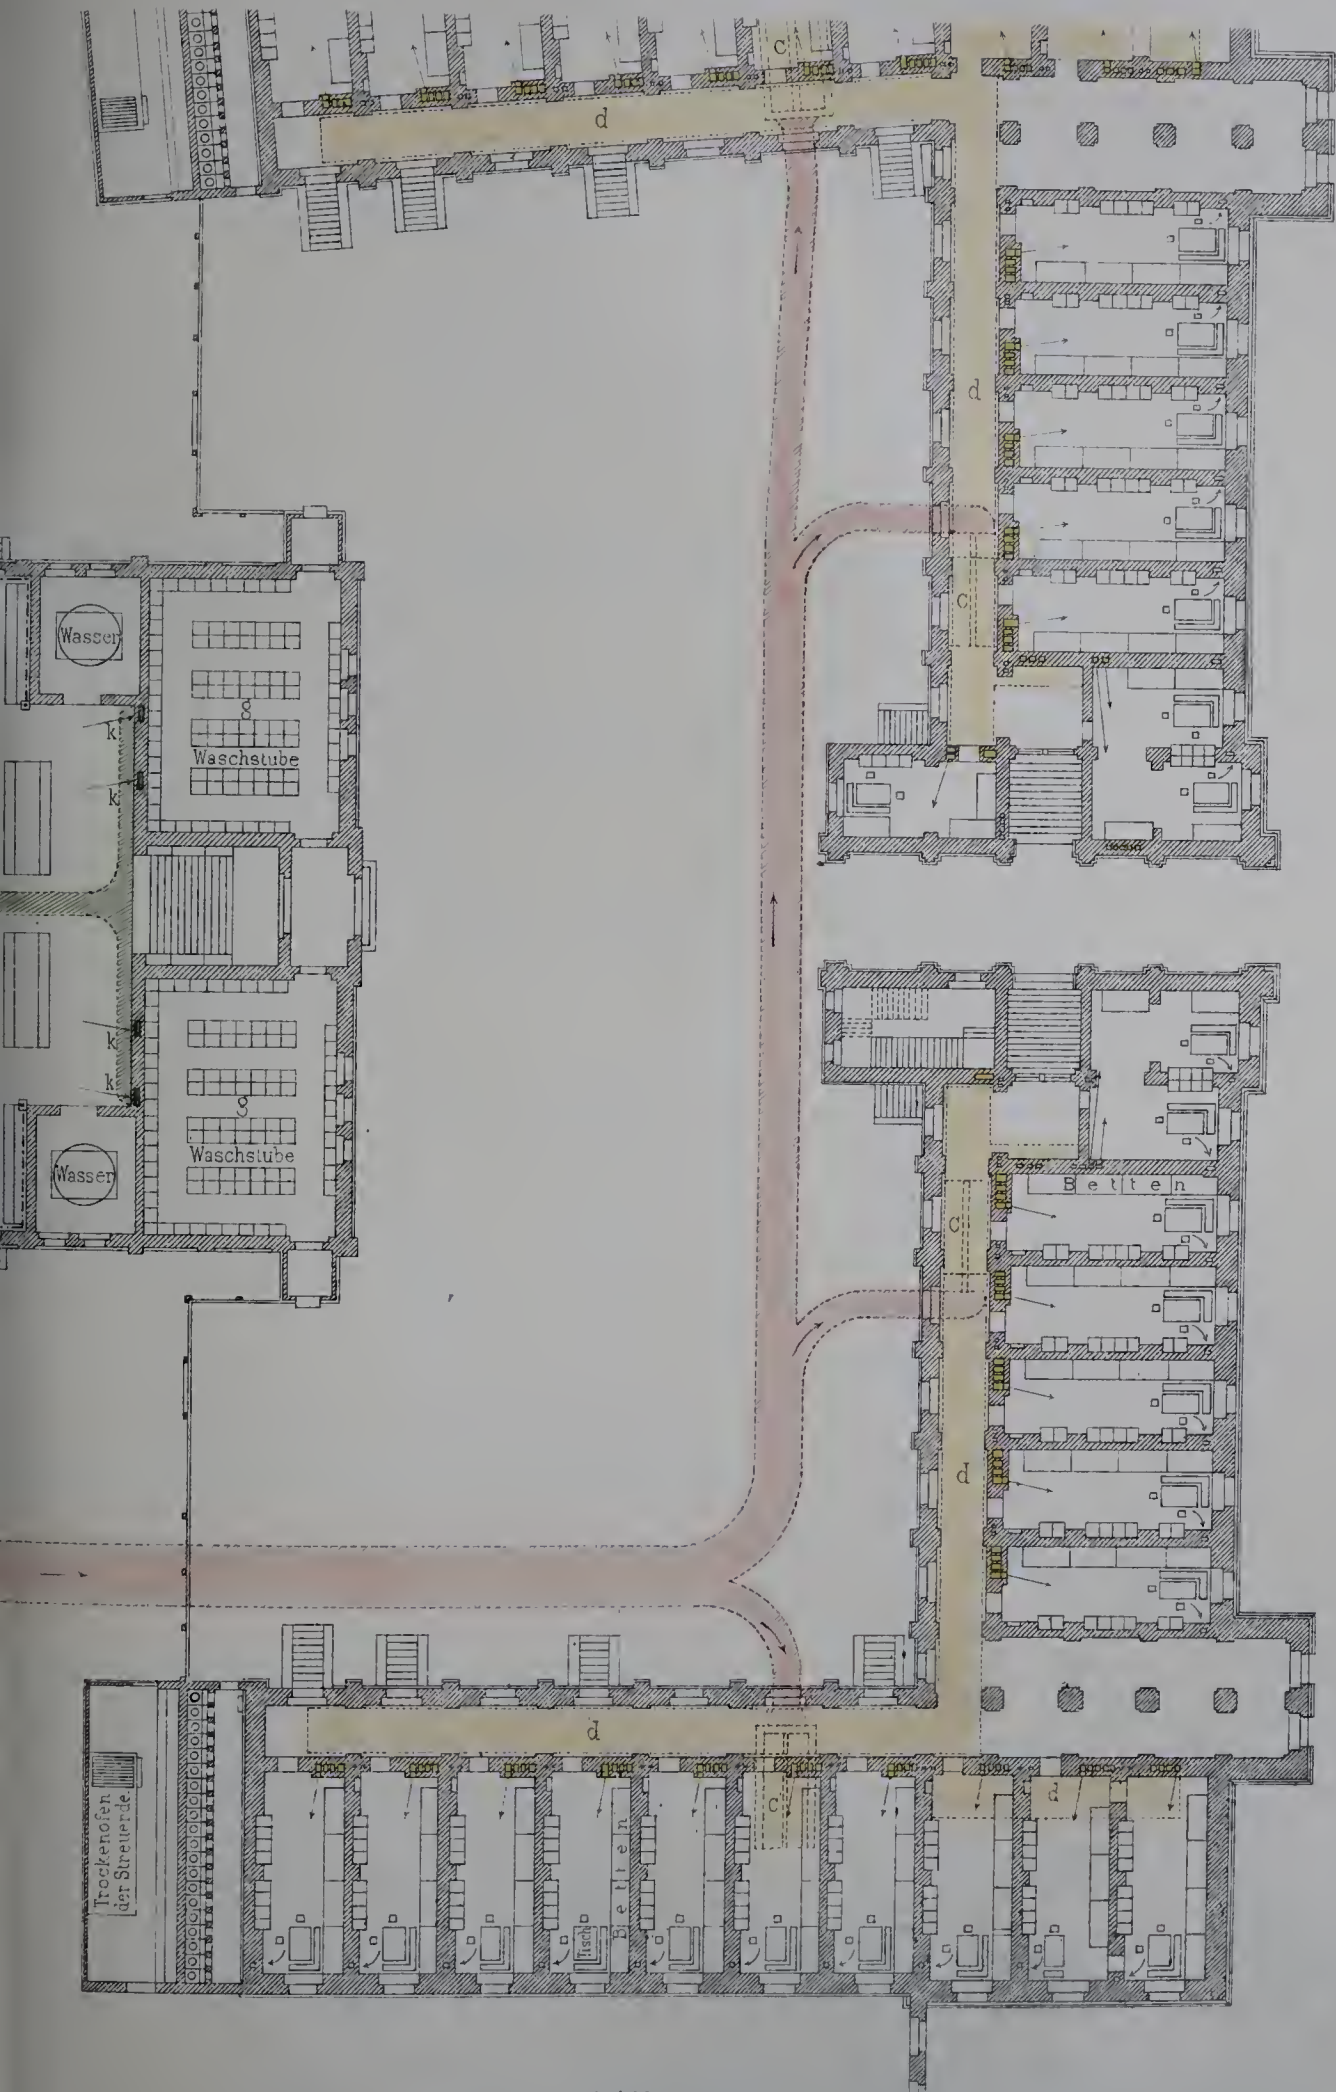 c
d
d
c
Wasser
g
Waschstube
k
k
k
k
g
Waschstube
Wasser
Betten
c
d
d
c
d
Trockenofen
der Streuerde.
Betten
Tisch